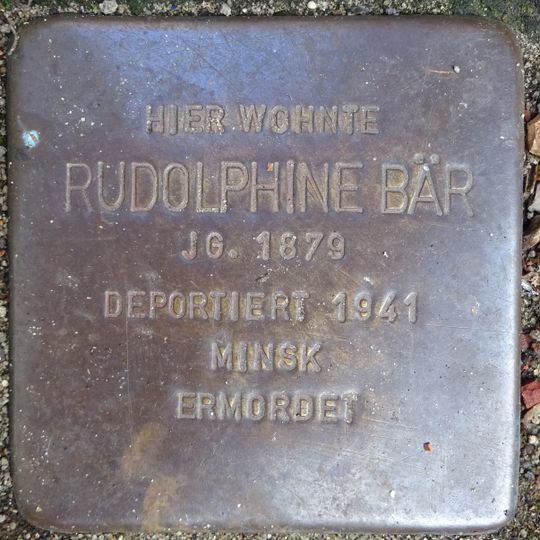 HIER WOHNTE
RUDOLPHINE BÄR
JG. 1879
DEPORTIERT 1941
MINSK
ERMORDET